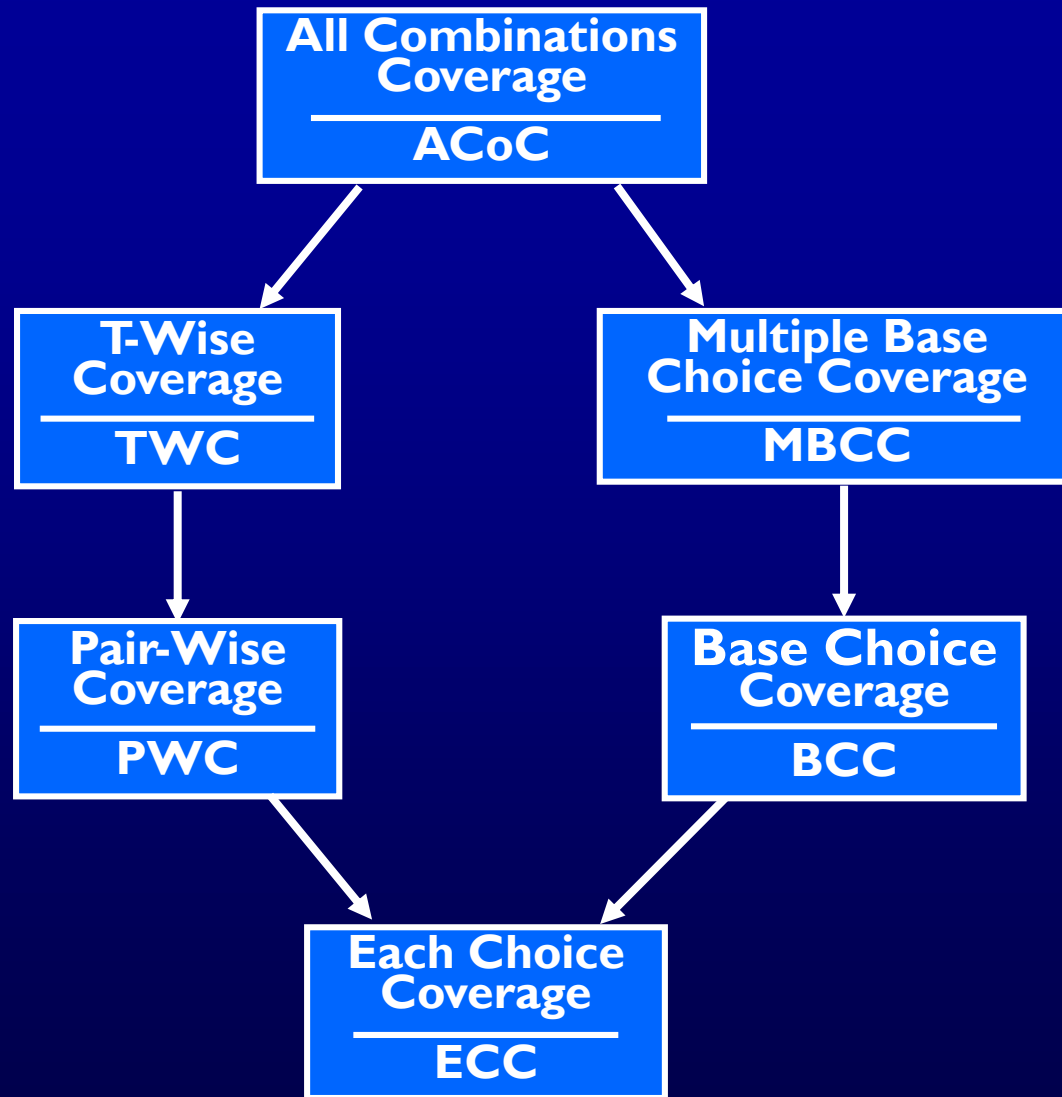 All Combinations
Coverage
ACoC
T-Wise
Coverage
TWC
Multiple Base
Choice Coverage
MBCC
Pair-Wise
Coverage
PWC
Base Choice
Coverage
BCC
Each Choice
Coverage
ECC